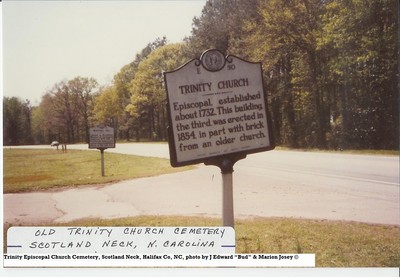 E 80
TRINITY CHURCH
Episcopal, established
about 1732. This building,
the third was erected in
1854, in part with brick
from an older church.
OLD TRINITY CHURCH CEMETERY
SCOTLAND NECK, N. CAROLINA
Trinity Episcopal Church Cemetery, Scotland Neck, Halifax Co, NC, photo by J Edward "Bud" & Marion Josey ©